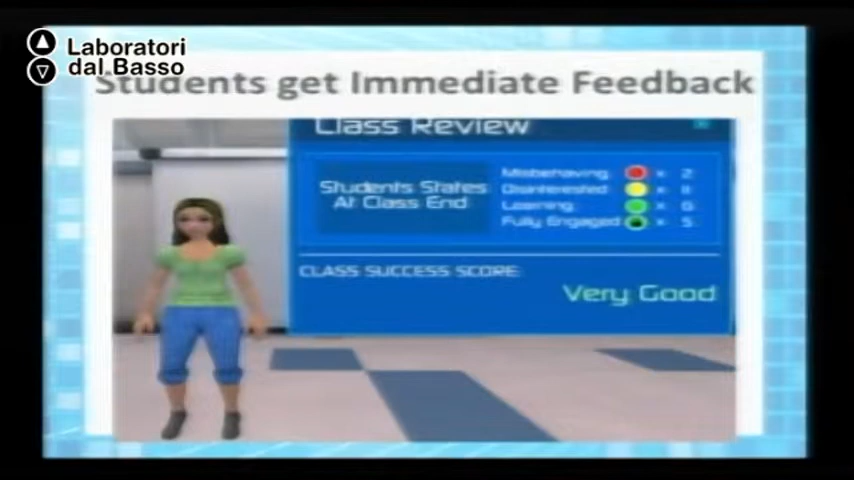 Laboratori
dal Basso
Students get Immediate Feedback
Class Review
Students States
At Class End
Misbehaving: x 2
Disinterested: x
Learning: x
Fully Engaged: x 5
CLASS SUCCESS SCORE:
Very Good